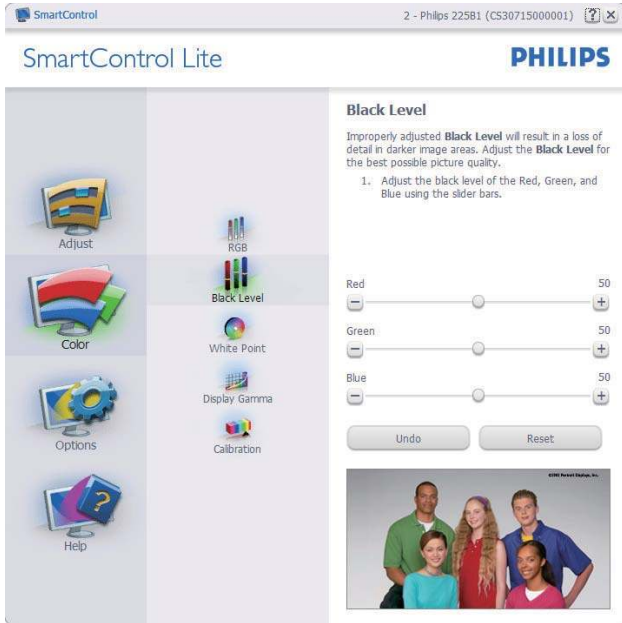 SmartControl
2 - Philips 225B1 (CS30715000001)
SmartControl Lite
PHILIPS
Adjust
Color
Options
Help
RGB
Black Level
White Point
Display Gamma
Calibration
Black Level
Improperly adjusted Black Level will result in a loss of
detail in darker image areas. Adjust the Black Level for
the best possible picture quality.
1. Adjust the black level of the Red, Green, and
Blue using the slider bars.
Red 50
Green 50
Blue 50
Undo
Reset